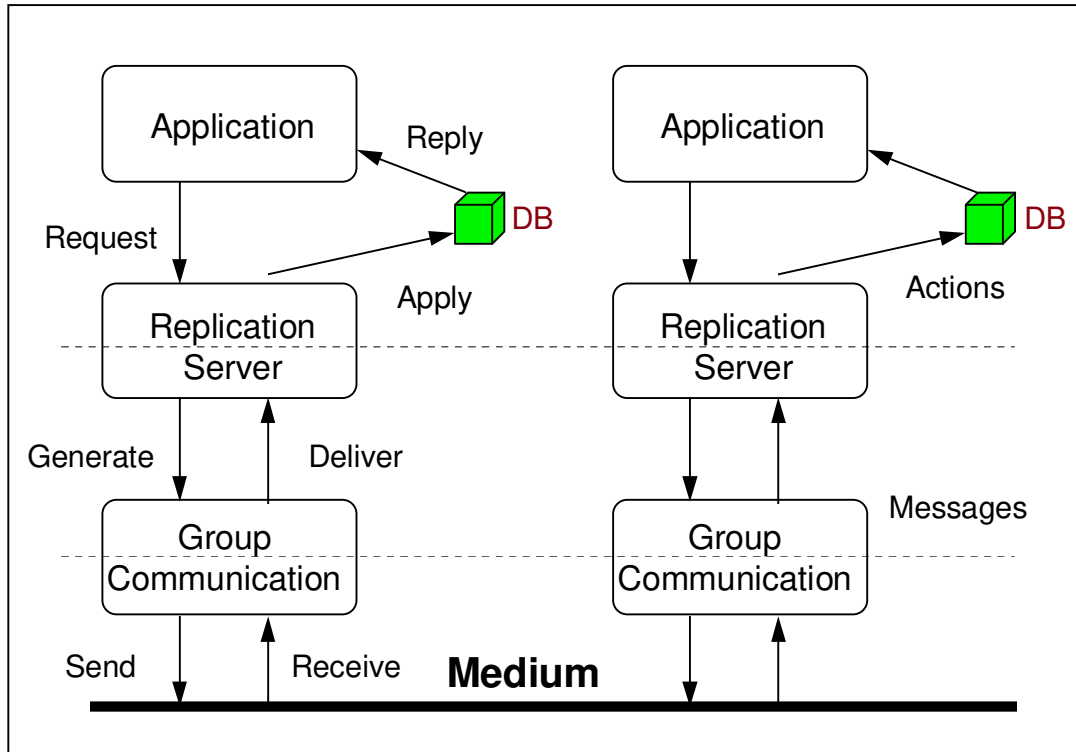 Application
Application
Reply
DB
DB
Request
Apply
Actions
Replication
Server
Replication
Server
Generate
Deliver
Messages
Group
Communication
Group
Communication
Send
Receive
Medium